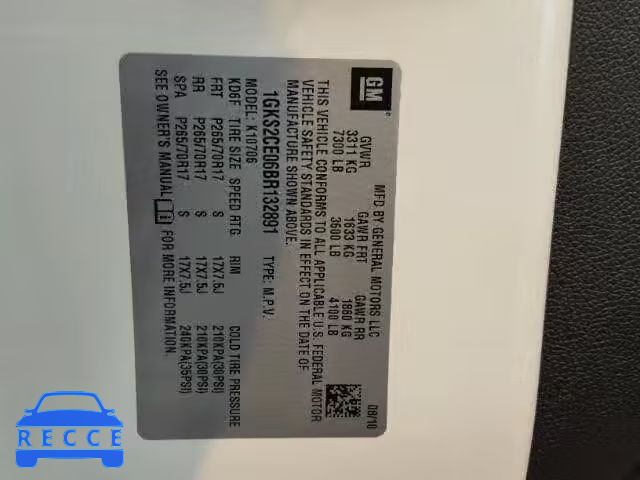 GM
MFD BY GENERAL MOTORS LLC
08/10
GVWR GAWR FRT GAWR RR
3311 KG 1633 KG 1860 KG
7300 LB 3600 LB 4100 LB
THIS VEHICLE CONFORMS TO ALL APPLICABLE U.S. FEDERAL MOTOR
VEHICLE SAFETY STANDARDS IN EFFECT ON THE DATE OF
MANUFACTURE SHOWN ABOVE.
1GKS2CE06BR132891 TYPE: M.P.V.
MODEL: K10706
KD6F TIRE SIZE SPEED RTG RIM COLD TIRE PRESSURE
FRT P265/70R17 S 17X7.5J 210KPA(30PSI)
RR P265/70R17 S 17X7.5J 210KPA(30PSI)
SPA P265/70R17 S 17X7.5J 240KPA(35PSI)
SEE OWNER'S MANUAL FOR MORE INFORMATION.
RECCE